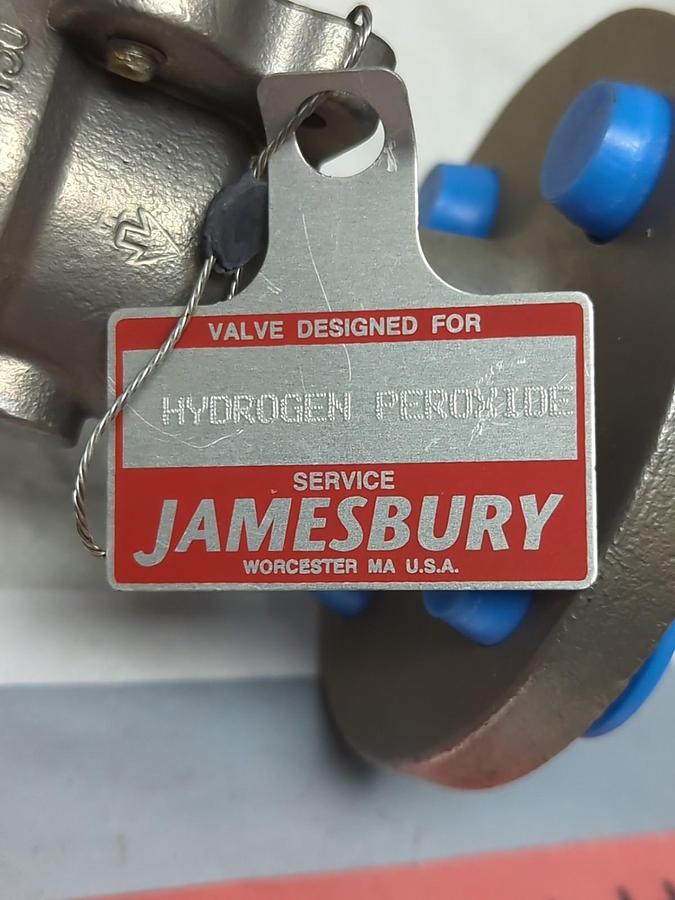 VALVE DESIGNED FOR
HYDROGEN PEROXIDE
SERVICE
JAMESBURY
WORCESTER MA U.S.A.